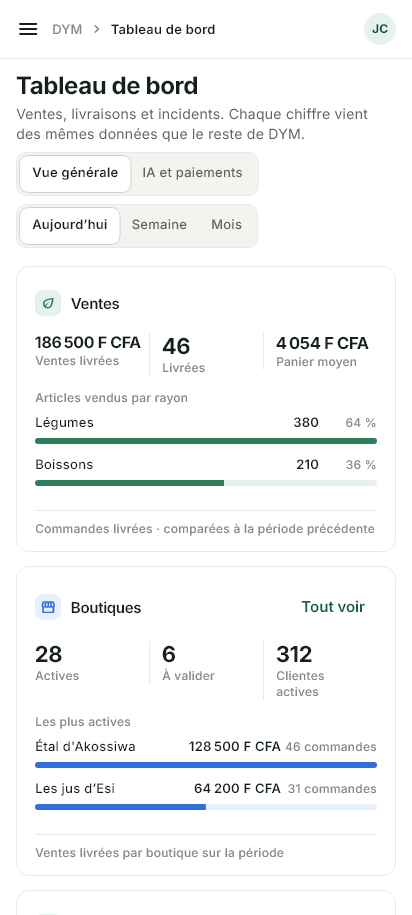 DYM > Tableau de bord
JC
Tableau de bord
Ventes, livraisons et incidents. Chaque chiffre vient
des mêmes données que le reste de DYM.
Vue générale IA et paiements
Aujourd’hui Semaine Mois
Ventes
186 500 F CFA 46 4 054 F CFA
Ventes livrées Livrées Panier moyen
Articles vendus par rayon
Légumes 380 64 %
Boissons 210 36 %
Commandes livrées · comparées à la période précédente
Boutiques Tout voir
28 6 312
Actives À valider Clientes
actives
Les plus actives
Étal d'Akossiwa 128 500 F CFA 46 commandes
Les jus d’Esi 64 200 F CFA 31 commandes
Ventes livrées par boutique sur la période